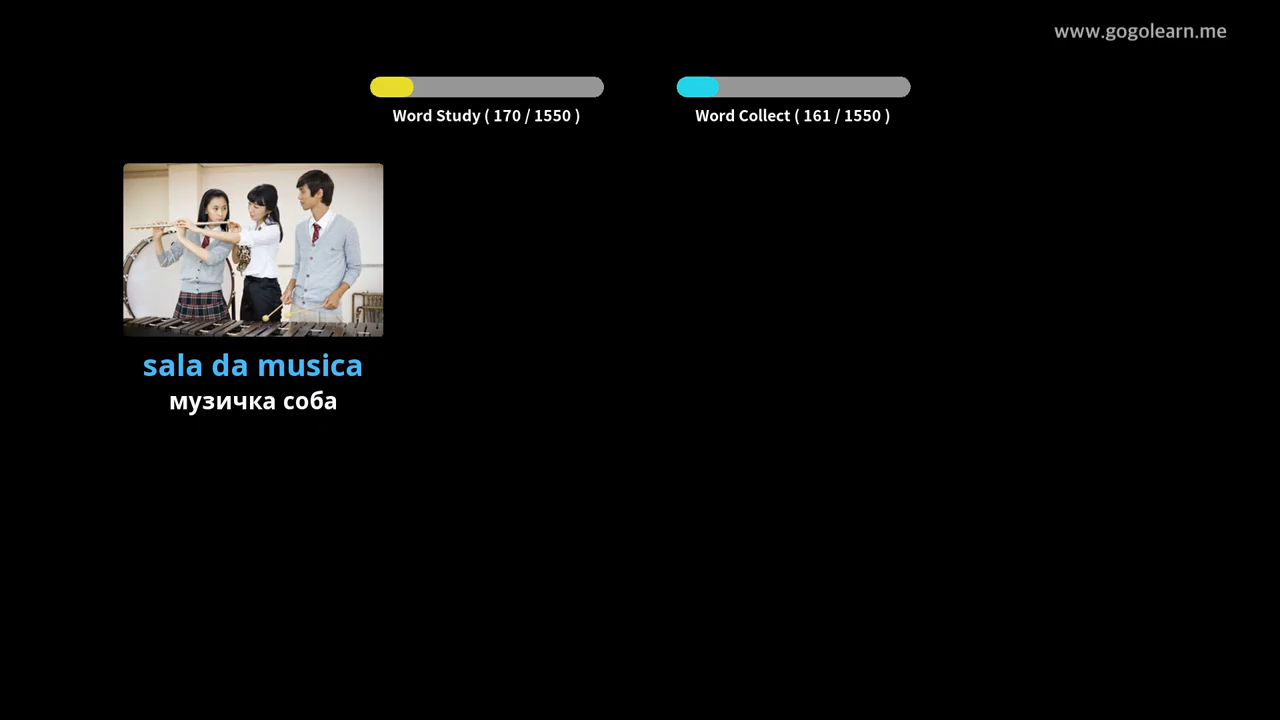 www.gogolearn.me
Word Study ( 170 / 1550 )
Word Collect ( 161 / 1550 )
sala da musica
музичка соба